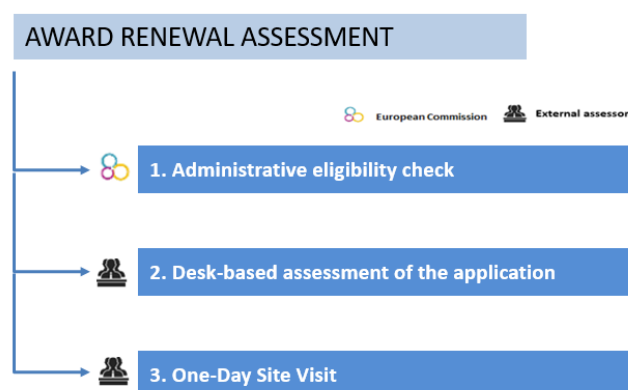 AWARD RENEWAL ASSESSMENT
European Commission External assessor
1. Administrative eligibility check
2. Desk-based assessment of the application
3. One-Day Site Visit